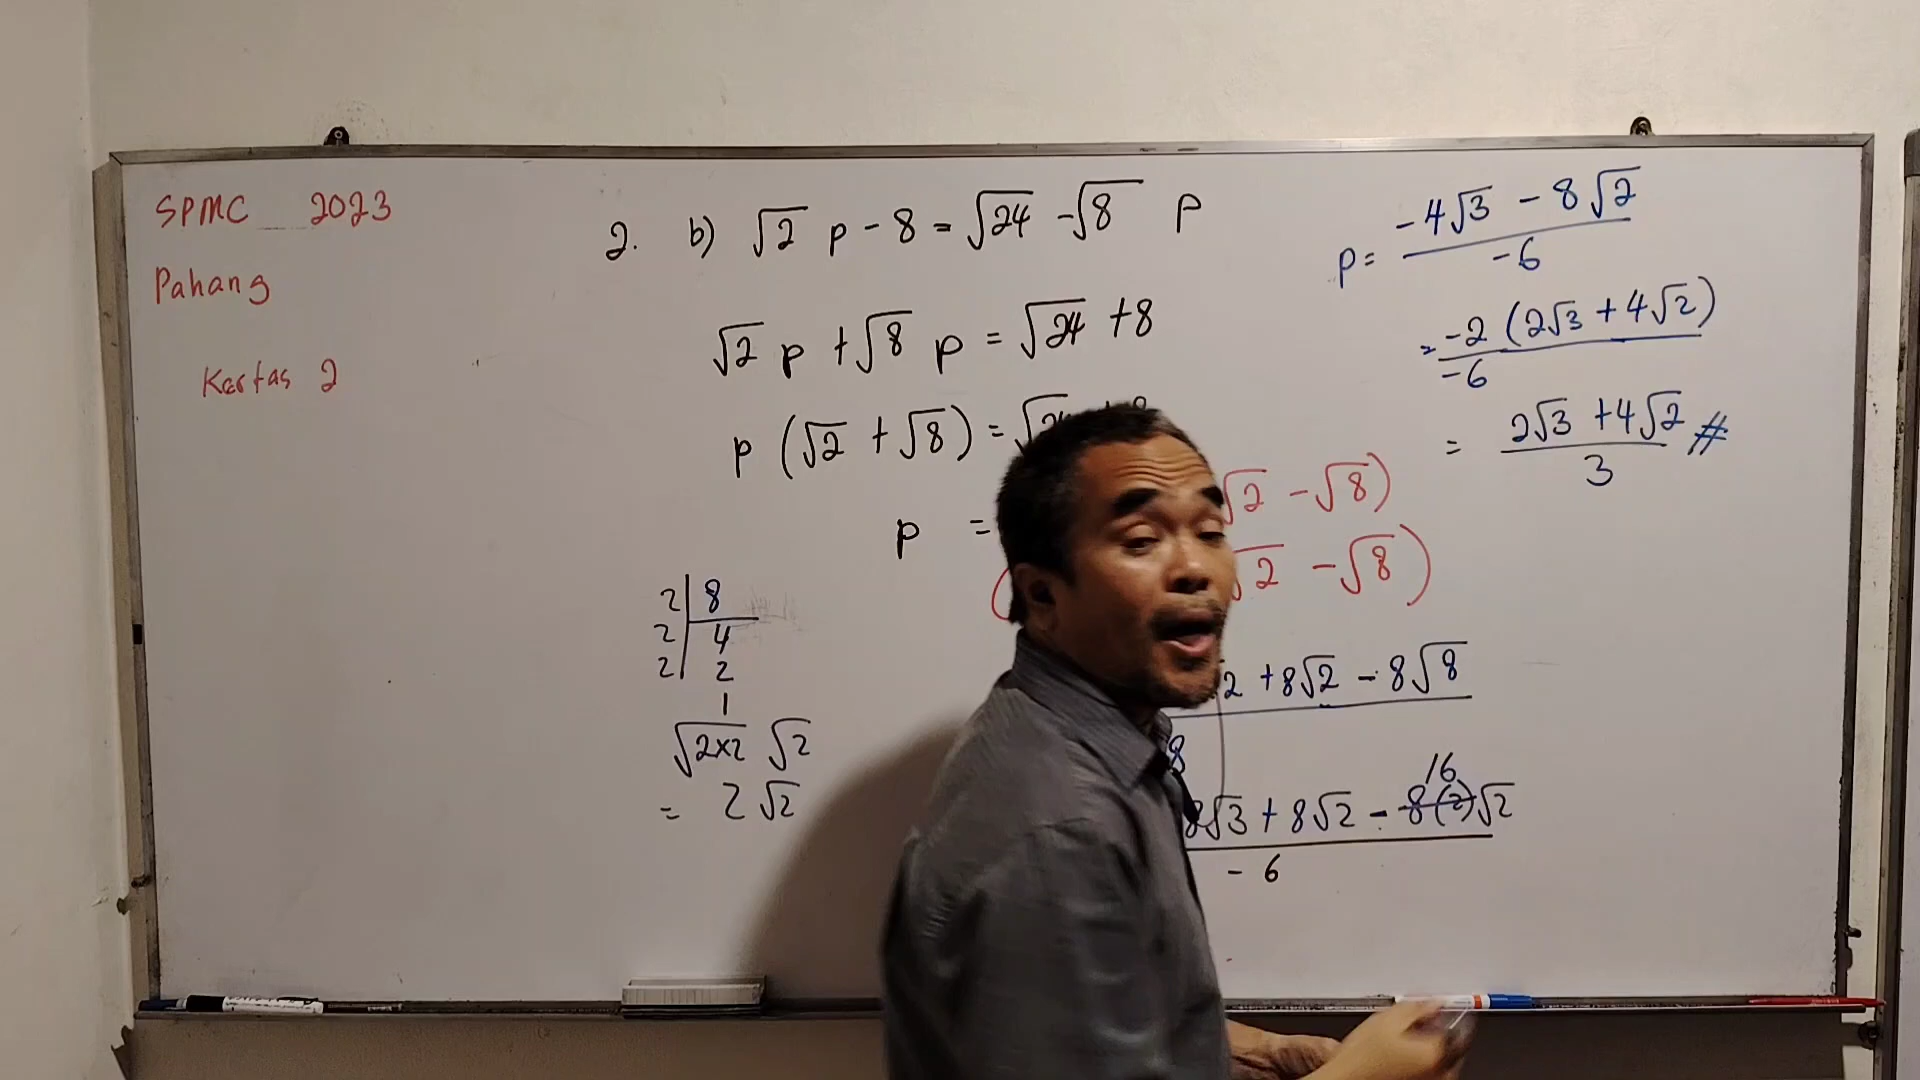 SPMC 2023
Pahang
Kertas 2
2. b) √2 p - 8 = √24 - √8 p
√2 p + √8 p = √24 + 8
p (√2 + √8) = √24 + 8
p =
√2 - √8)
( √2 - √8)
2 + 8√2 - 8√8
8
8√3 + 8√2 - 8(2)√2
16
- 6
2 | 8
2 | 4
2 | 2
1
√2×2 √2
= 2√2
p = -4√3 - 8√2
-6
= -2 (2√3 + 4√2)
-6
= 2√3 + 4√2 #
3